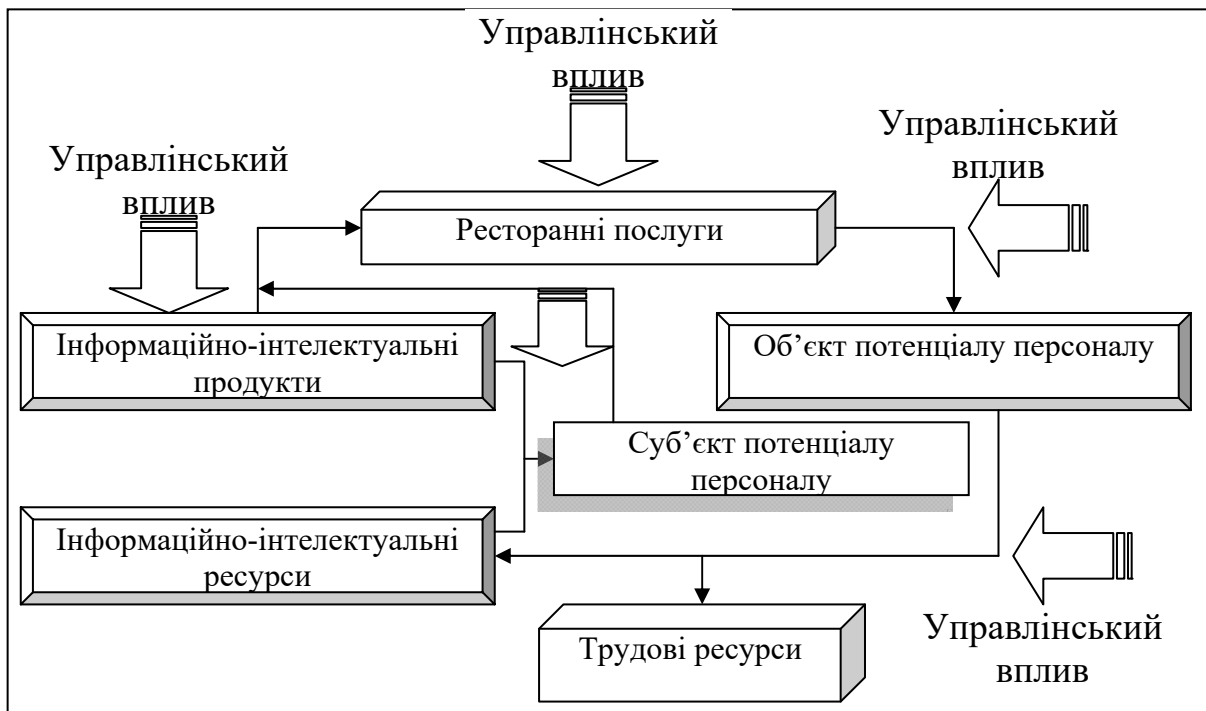 Управлінський
вплив
Управлінський
вплив
Управлінський
вплив
Ресторанні послуги
Інформаційно-інтелектуальні
продукти
Об’єкт потенціалу персоналу
Суб’єкт потенціалу
персоналу
Інформаційно-інтелектуальні
ресурси
Трудові ресурси
Управлінський
вплив